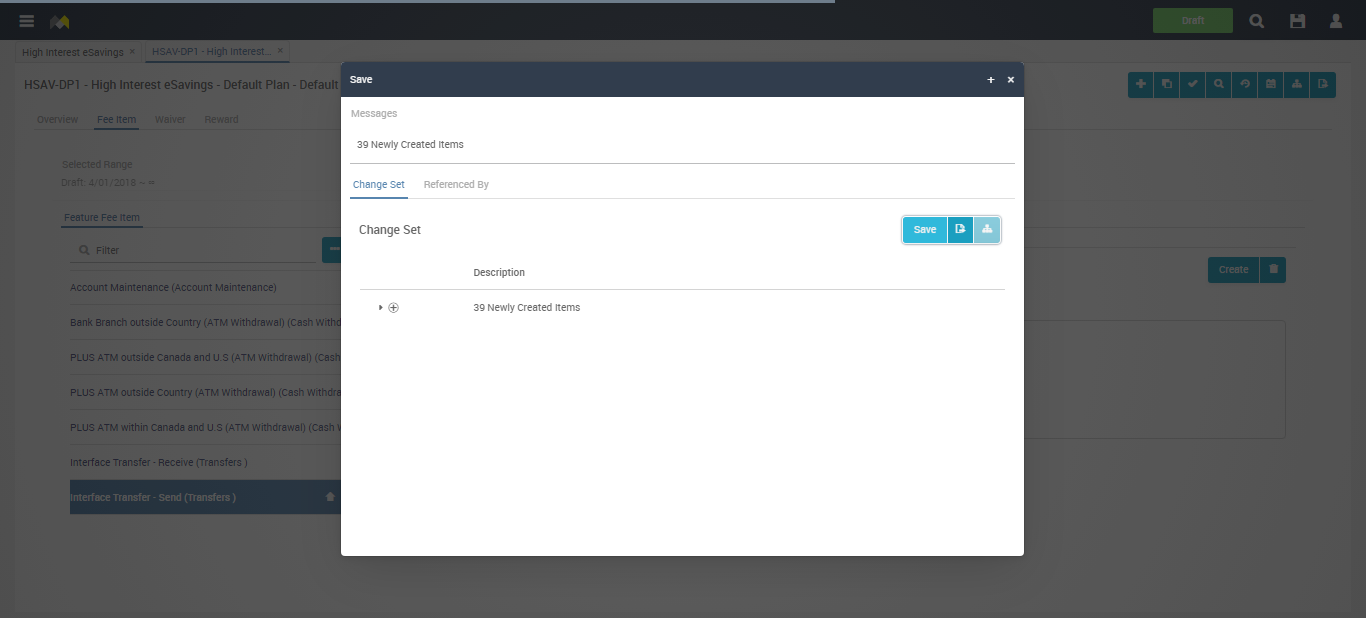 Draft
High Interest eSavings ×
HSAV-DP1 - High Interest... ×
HSAV-DP1 - High Interest eSavings - Default Plan - Default
Overview
Fee Item
Waiver
Reward
Selected Range
Draft: 4/01/2018 – ∞
Feature Fee Item
Filter
Account Maintenance (Account Maintenance)
Bank Branch outside Country (ATM Withdrawal) (Cash Withd
PLUS ATM outside Canada and U.S (ATM Withdrawal) (Cash
PLUS ATM outside Country (ATM Withdrawal) (Cash Withdra
PLUS ATM within Canada and U.S (ATM Withdrawal) (Cash W
Interface Transfer - Receive (Transfers )
Interface Transfer - Send (Transfers )
Create
Save
Messages
39 Newly Created Items
Change Set
Referenced By
Change Set
Save
Description
39 Newly Created Items